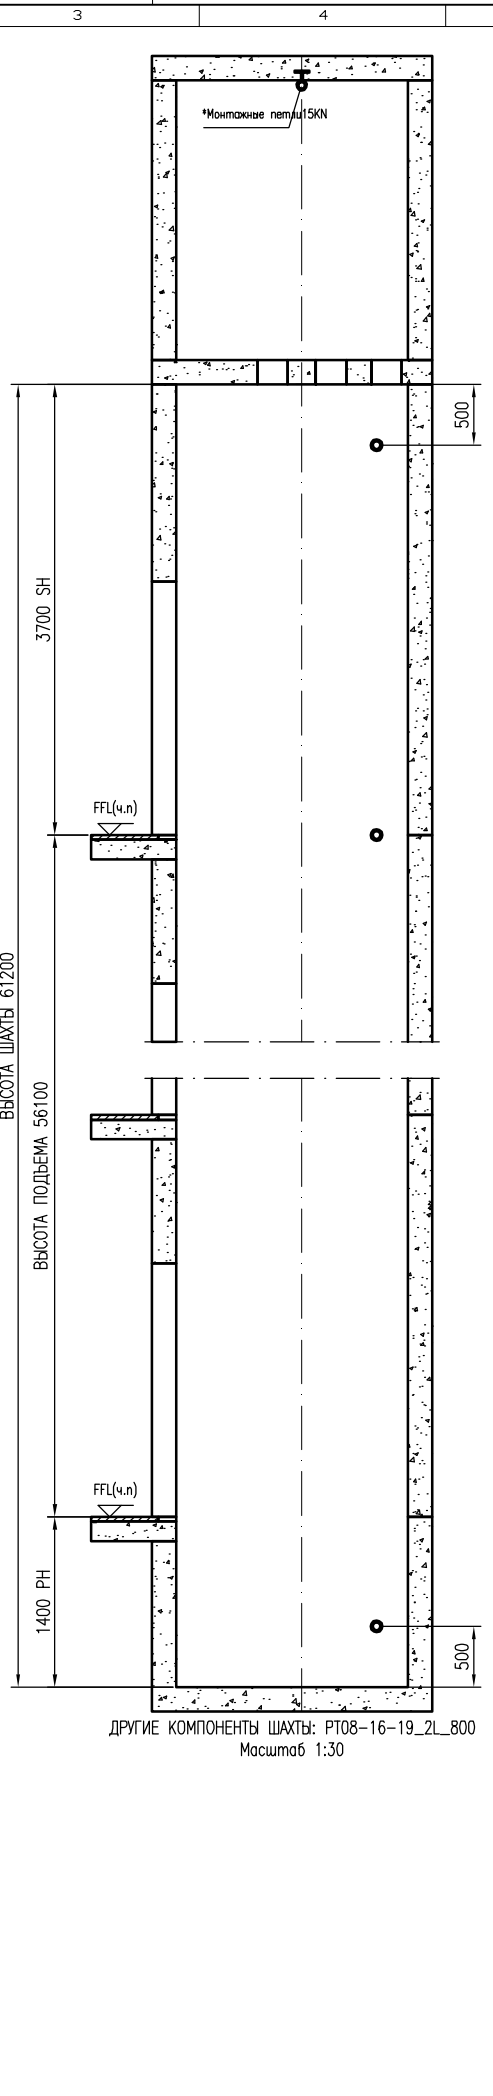 3 4
*Монтажные петли15KN
500
3700 SH
FFL(ч.п)
ВЫСОТА ШАХТЫ 61200
ВЫСОТА ПОДЪЕМА 56100
FFL(ч.п)
1400 PH
500
ДРУГИЕ КОМПОНЕНТЫ ШАХТЫ: PT08-16-19_2L_800
Масштаб 1:30